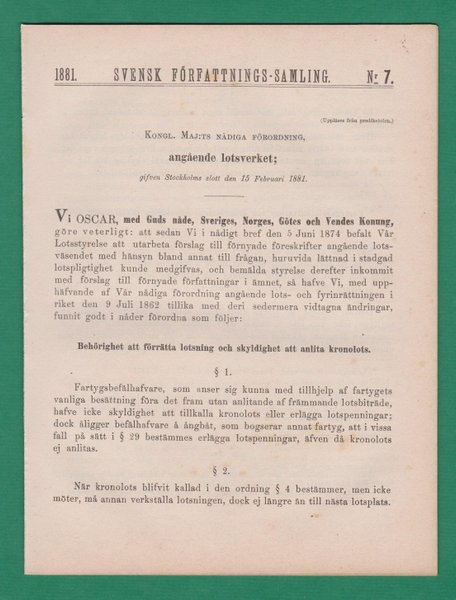 1881. SVENSK FÖRFATTNINGS-SAMLING. Nr 7.
(Uppläses från predikstolen.)
KONGL. MAJ:TS NÅDIGA FÖRORDNING,
angående lotsverket;
gifven Stockholms slott den 15 Februari 1881.
VI OSCAR, med Guds nåde, Sveriges, Norges, Götes och Vendes Konung,
göre veterligt: att sedan Vi i nådigt bref den 5 Juni 1874 befalt Vår
Lotsstyrelse att utarbeta förslag till förnyade föreskrifter angående lots-
väsendet med hänsyn bland annat till frågan, huruvida lättnad i stadgad
lotspligtighet kunde medgifvas, och bemälda styrelse derefter inkommit
med förslag till förnyade författningar i ämnet, så hafve Vi, med upp-
häfvande af Vår nådiga förordning angående lots- och fyrinrättningen i
riket den 9 Juli 1862 tillika med deri sedermera vidtagna ändringar,
funnit godt i nåder förordna som följer:
Behörighet att förrätta lotsning och skyldighet att anlita kronolots.
§ 1.
Fartygsbefälhafvare, som anser sig kunna med tillhjelp af fartygets
vanliga besättning föra det fram utan anlitande af främmande lotsbiträde,
hafve icke skyldighet att tillkalla kronolots eller erlägga lotspenningar;
dock åligger befälhafvare å ångbåt, som bogserar annat fartyg, att i vissa
fall på sätt i § 29 bestämmes erlägga lotspenningar, äfven då kronolots
ej anlitas.
§ 2.
När kronolots blifvit kallad i den ordning § 4 bestämmer, men icke
möter, må annan verkställa lotsningen, dock ej längre än till nästa lotsplats.